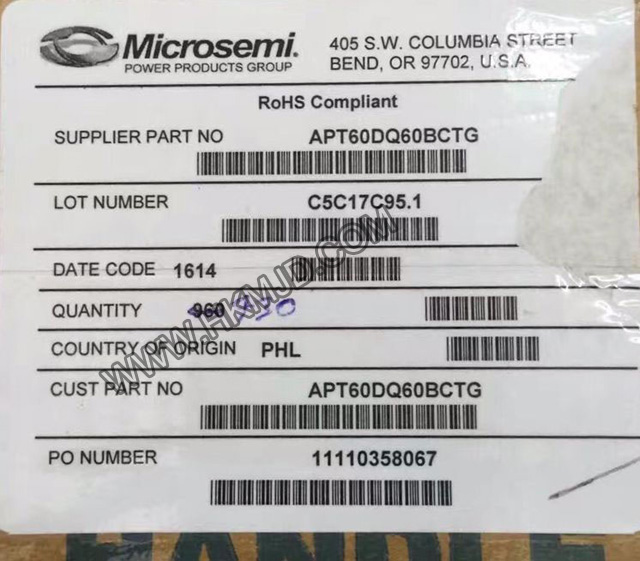 Microsemi.
POWER PRODUCTS GROUP
405 S.W. COLUMBIA STREET
BEND, OR 97702, U.S.A.
RoHS Compliant
SUPPLIER PART NO APT60DQ60BCTG
LOT NUMBER C5C17C95.1
DATE CODE 1614
QUANTITY 960
COUNTRY OF ORIGIN PHL
CUST PART NO APT60DQ60BCTG
PO NUMBER 11110358067
WWW.HKMJD.COM
HANDLE